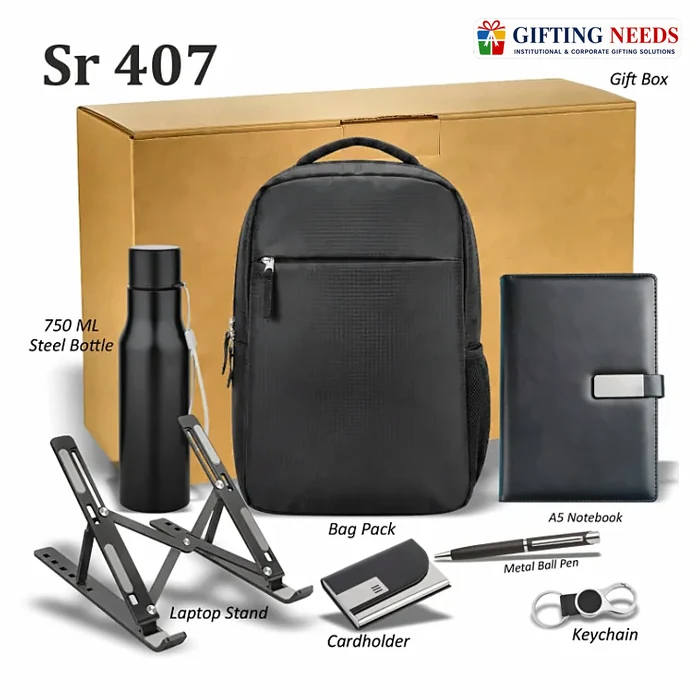 Sr 407
GIFTING NEEDS
INSTITUTIONAL & CORPORATE GIFTING SOLUTIONS
Gift Box
750 ML
Steel Bottle
Bag Pack
A5 Notebook
Metal Ball Pen
Laptop Stand
Cardholder
Keychain